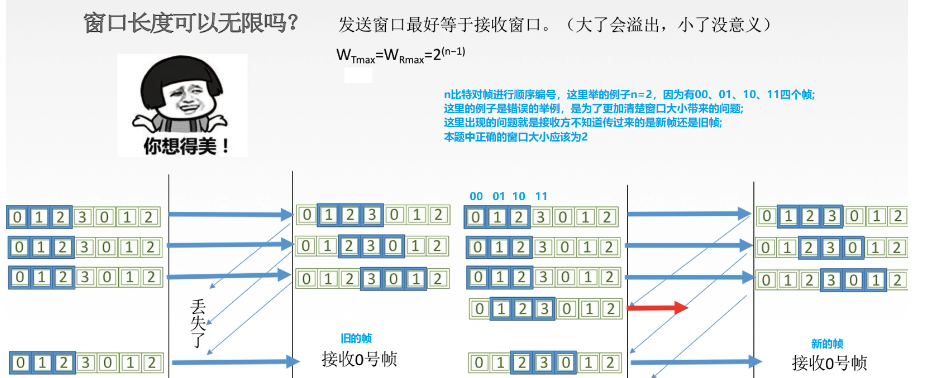 窗口长度可以无限吗？
发送窗口最好等于接收窗口。（大了会溢出，小了没意义）
WTmax=WRmax=2(n−1)
你想得美！
n比特对帧进行顺序编号，这里举的例子n=2，因为有00、01、10、11四个帧;
这里的例子是错误的举例，是为了更加清楚窗口大小带来的问题;
这里出现的问题就是接收方不知道传过来的是新帧还是旧帧;
本题中正确的窗口大小应该为2
00 01 10 11
0 1 2 3 0 1 2
0 1 2 3 0 1 2
0 1 2 3 0 1 2
0 1 2 3 0 1 2
0 1 2 3 0 1 2
0 1 2 3 0 1 2
0 1 2 3 0 1 2
0 1 2 3 0 1 2
0 1 2 3 0 1 2
0 1 2 3 0 1 2
0 1 2 3 0 1 2
0 1 2 3 0 1 2
0 1 2 3 0 1 2
丢失了
旧的帧
新的帧
0 1 2 3 0 1 2
接收0号帧
0 1 2 3 0 1 2
接收0号帧